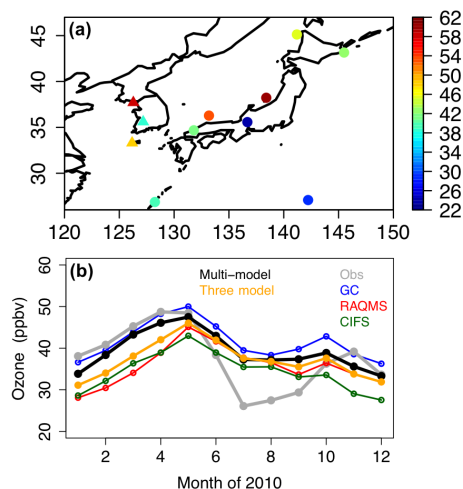 (a)
45
40
35
30
120 125 130 135 140 145 150
62
58
54
50
46
42
38
34
30
26
22
(b)
Multi−model
Three model
Obs
GC
RAQMS
CIFS
Ozone (ppbv)
60
50
40
30
20
2 4 6 8 10 12
Month of 2010